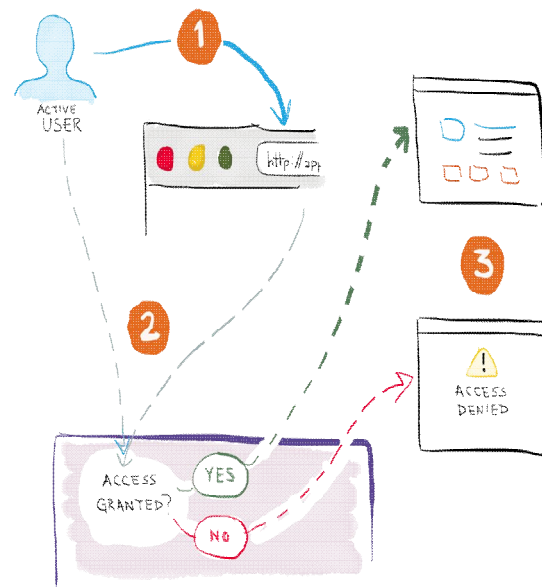 1
ACTIVE
USER
http://app
2
3
!
ACCESS
DENIED
ACCESS
GRANTED?
YES
NO